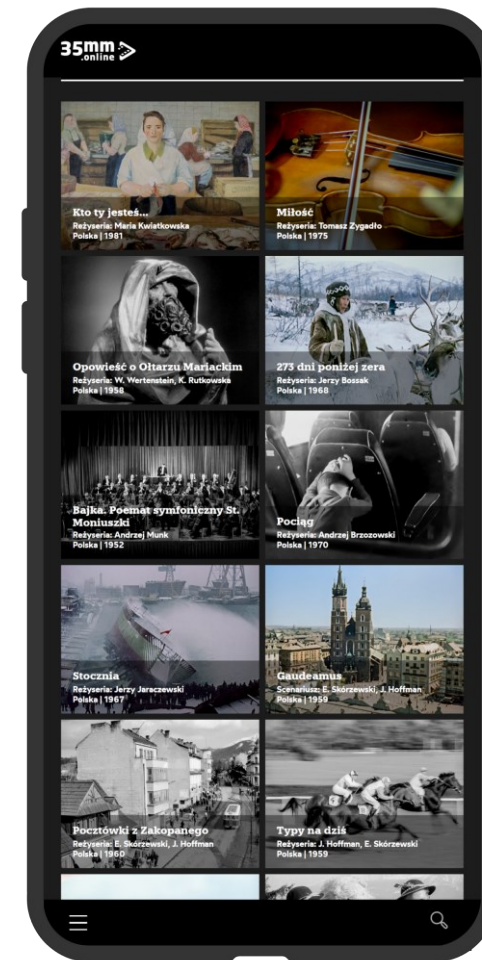 35mm
.online
Kto ty jesteś...
Reżyseria: Maria Kwiatkowska
Polska | 1981
Miłość
Reżyseria: Tomasz Zygadło
Polska | 1975
Opowieść o Ołtarzu Mariackim
Reżyseria: W. Wertenstein, K. Rutkowska
Polska | 1958
273 dni poniżej zera
Reżyseria: Jerzy Bossak
Polska | 1968
Bajka. Poemat symfoniczny St.
Moniuszki
Reżyseria: Andrzej Munk
Polska | 1952
Pociąg
Reżyseria: Andrzej Brzozowski
Polska | 1970
Stocznia
Reżyseria: Jerzy Jaraczewski
Polska | 1967
Gaudeamus
Scenariusz: E. Skórzewski, J. Hoffman
Polska | 1959
Pocztówki z Zakopanego
Reżyseria: E. Skórzewski, J. Hoffman
Polska | 1960
Typy na dziś
Reżyseria: J. Hoffman, E. Skórzewski
Polska | 1959